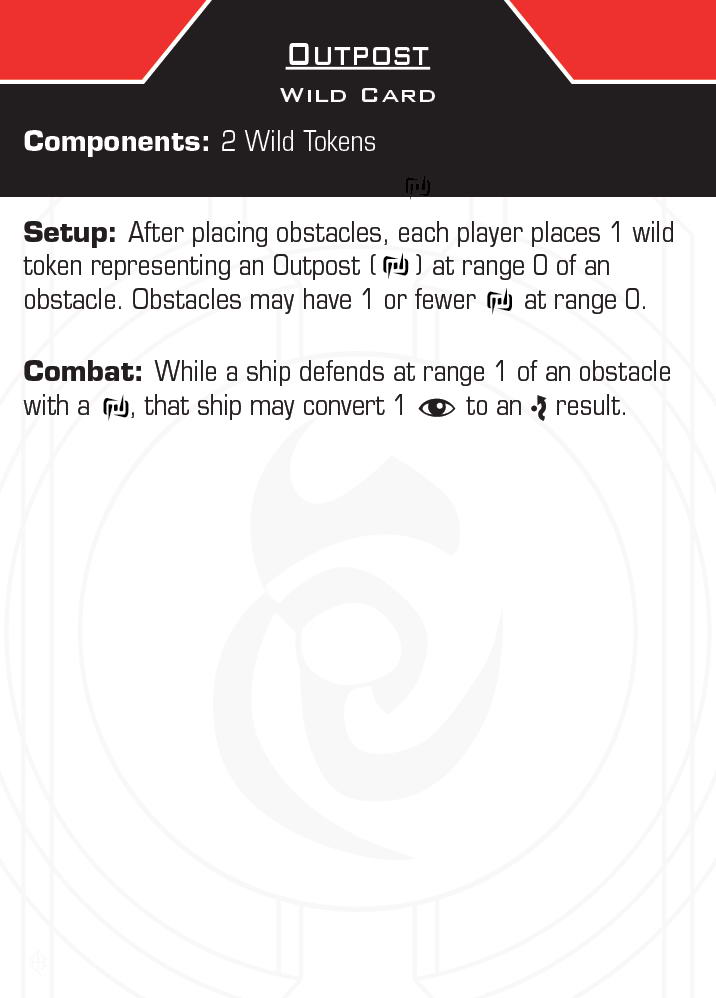 Outpost
Wild Card
Components: 2 Wild Tokens
Setup: After placing obstacles, each player places 1 wild
token representing an Outpost ( ) at range 0 of an
obstacle. Obstacles may have 1 or fewer at range 0.
Combat: While a ship defends at range 1 of an obstacle
with a , that ship may convert 1 to an result.